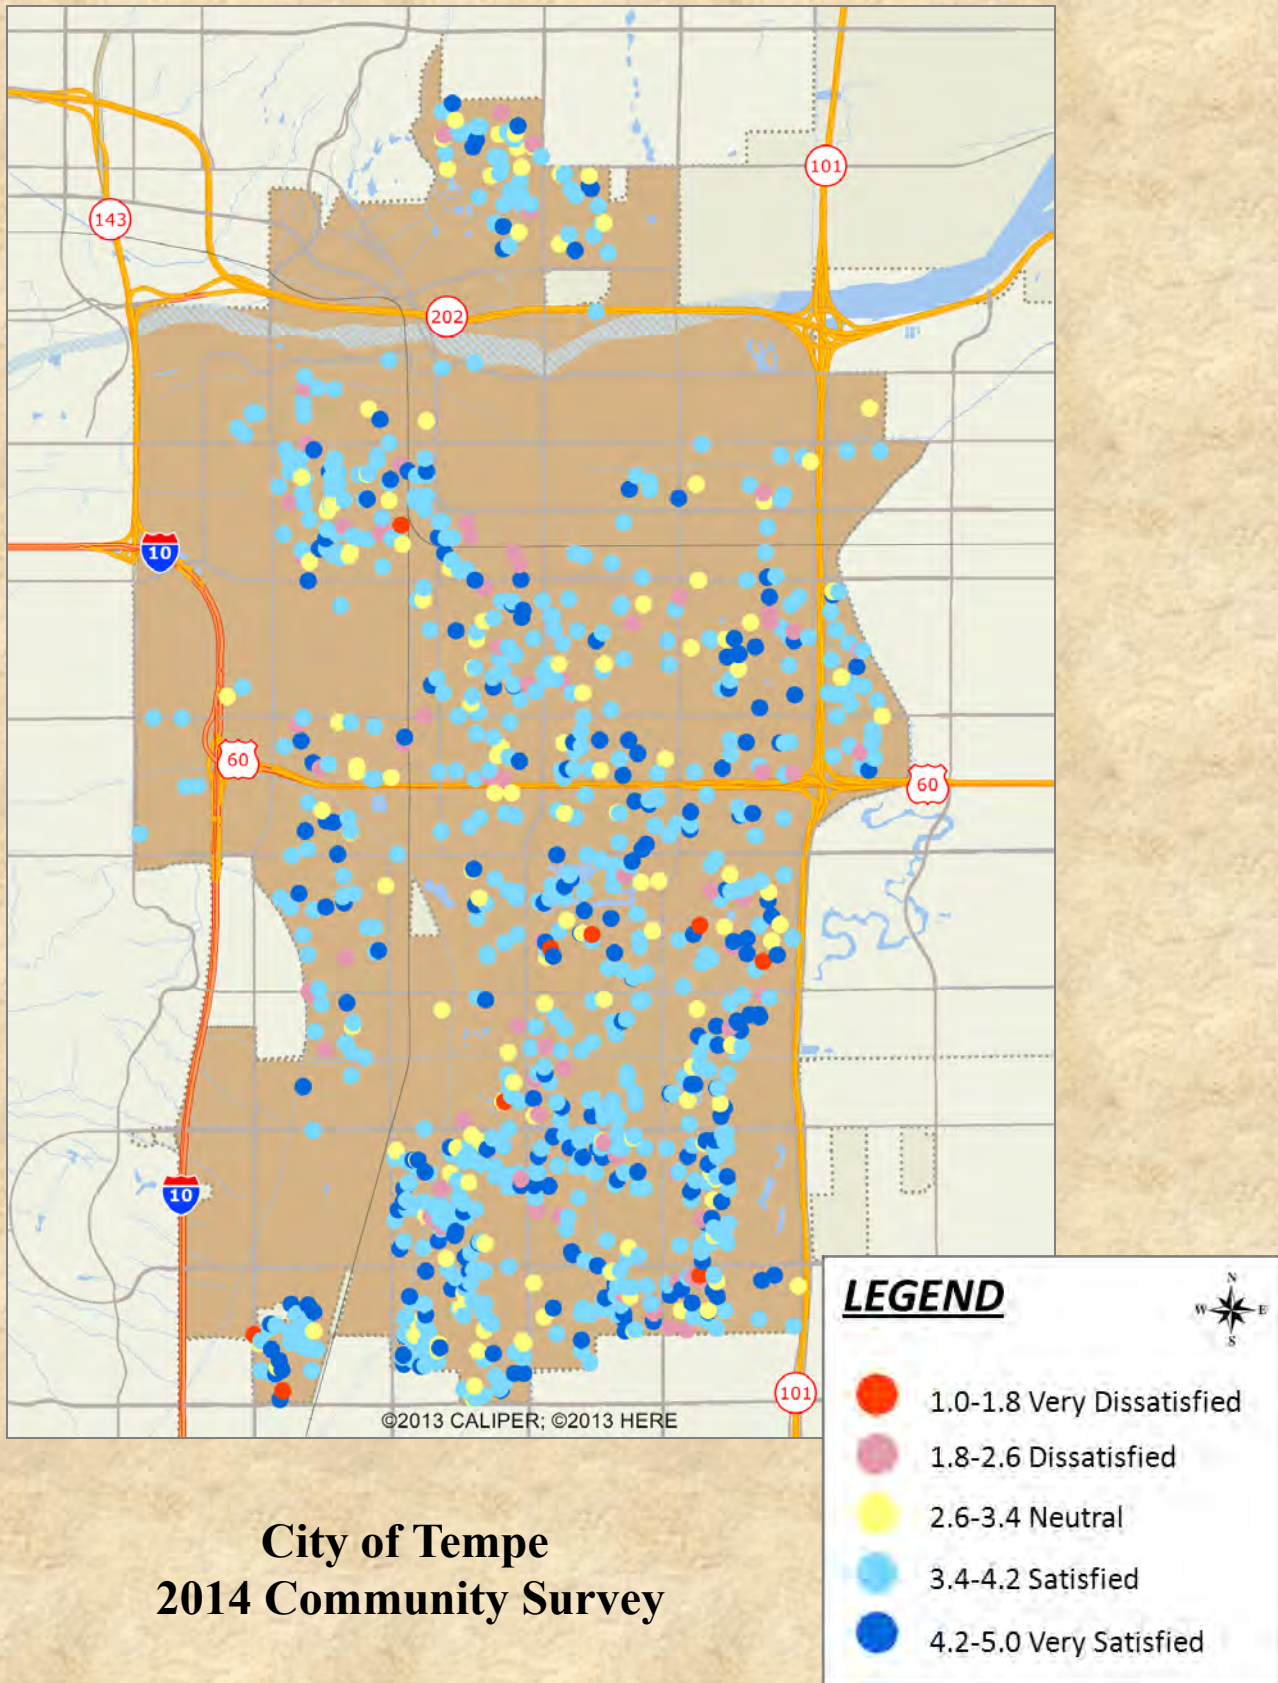 101
143
202
10
60
60
10
101
©2013 CALIPER; ©2013 HERE
LEGEND
N
W E
S
1.0-1.8 Very Dissatisfied
1.8-2.6 Dissatisfied
2.6-3.4 Neutral
3.4-4.2 Satisfied
4.2-5.0 Very Satisfied
City of Tempe
2014 Community Survey